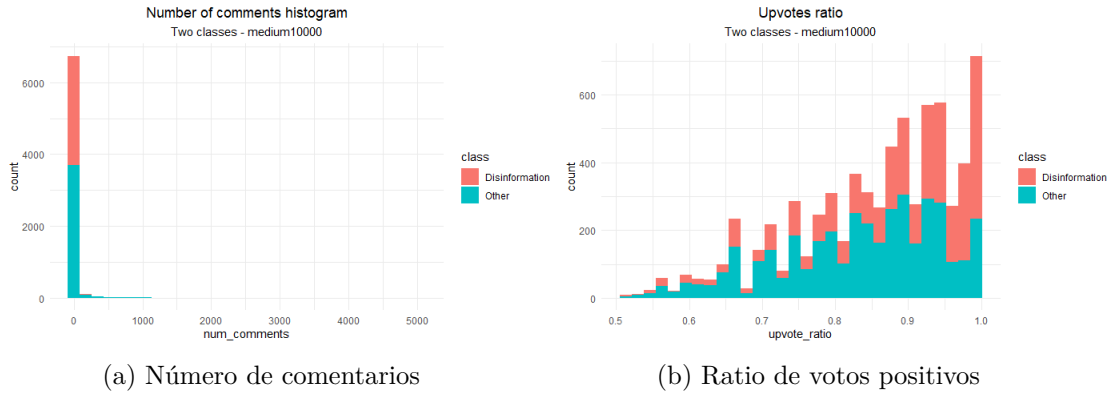 Number of comments histogram
Two classes - medium10000
count
6000
4000
2000
0
0 1000 2000 3000 4000 5000
num_comments
class
Disinformation
Other
(a) Número de comentarios
Upvotes ratio
Two classes - medium10000
count
600
400
200
0
0.5 0.6 0.7 0.8 0.9 1.0
upvote_ratio
class
Disinformation
Other
(b) Ratio de votos positivos